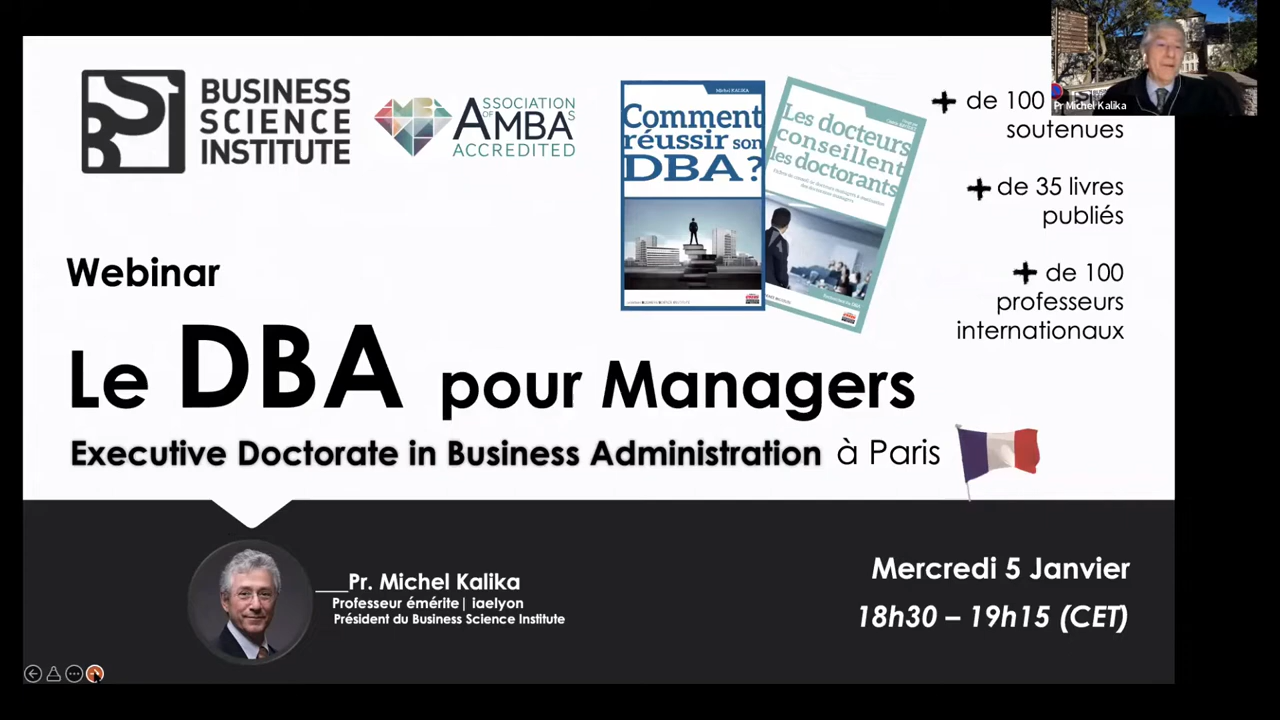 BUSINESS
SCIENCE
INSTITUTE
ASSOCIATION
OF AMBAS
ACCREDITED
Michel KALIKA
Comment
réussir son
DBA?
Les docteurs
conseillent
les doctorants
+ de 100
soutenues
Pr Michel Kalika
+ de 35 livres
publiés
+ de 100
professeurs
internationaux
Webinar
Le DBA pour Managers
Executive Doctorate in Business Administration à Paris
Pr. Michel Kalika
Professeur émérite| iaelyon
Président du Business Science Institute
Mercredi 5 Janvier
18h30 – 19h15 (CET)